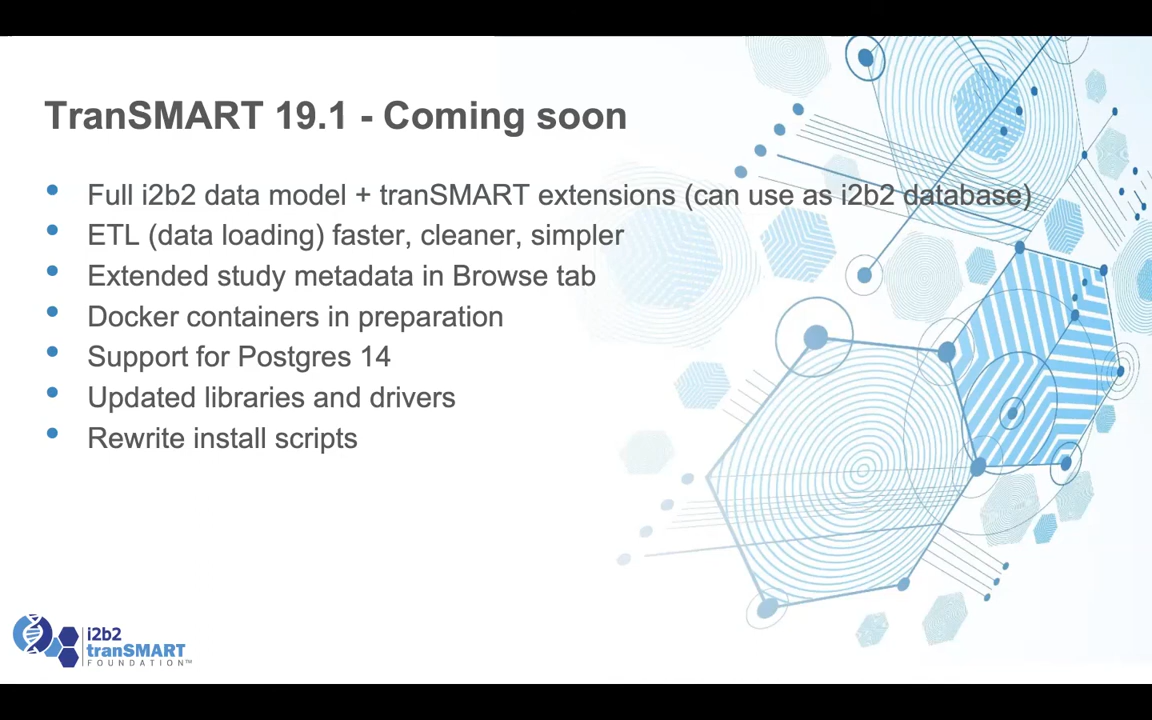 TranSMART 19.1 - Coming soon
• Full i2b2 data model + tranSMART extensions (can use as i2b2 database)
• ETL (data loading) faster, cleaner, simpler
• Extended study metadata in Browse tab
• Docker containers in preparation
• Support for Postgres 14
• Updated libraries and drivers
• Rewrite install scripts
i2b2
tranSMART
FOUNDATION™